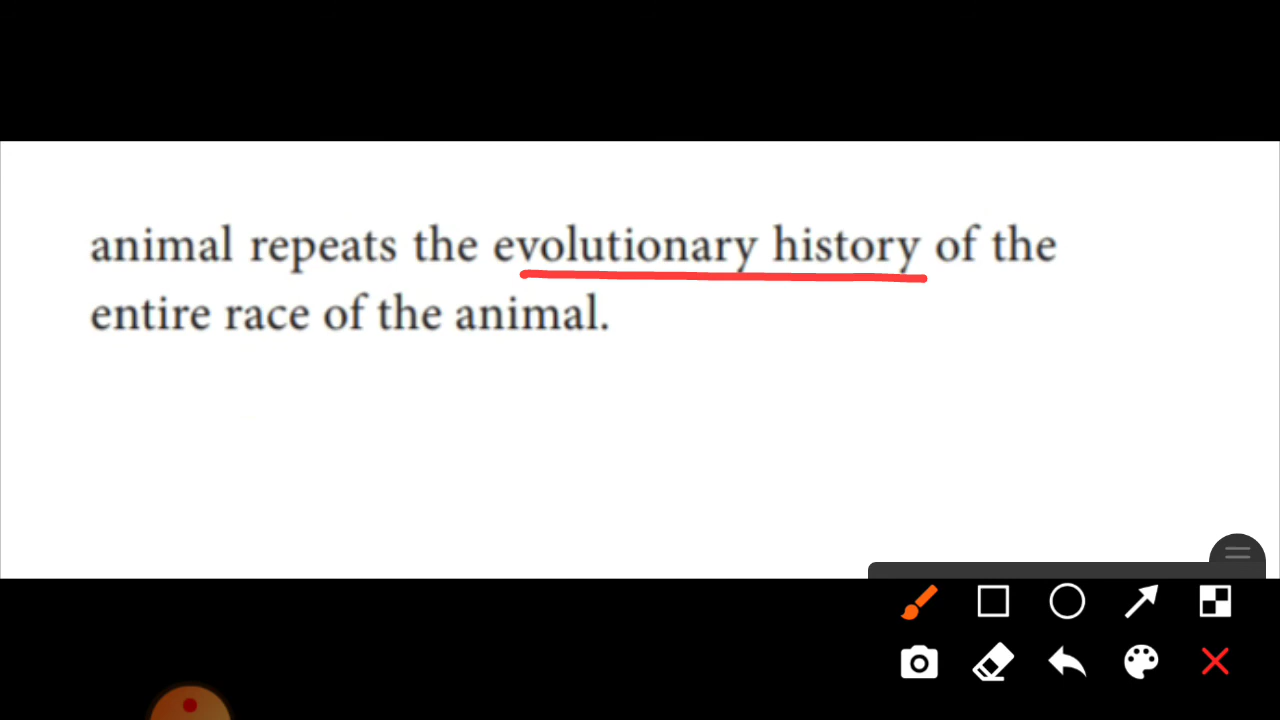 animal repeats the evolutionary history of the
entire race of the animal.